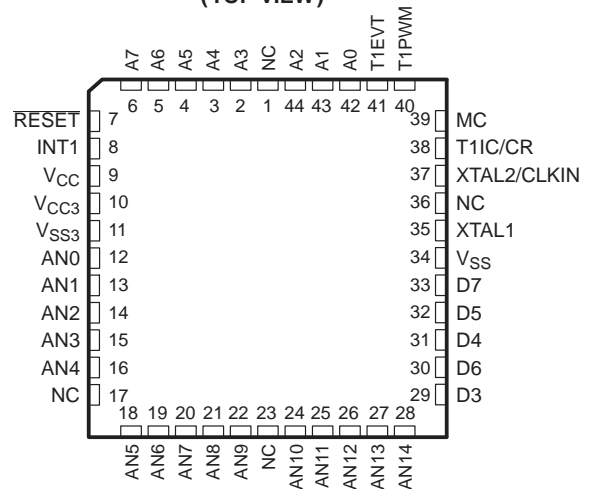 (TOP VIEW)
A7 A6 A5 A4 A3 NC A2 A1 A0 T1EVT T1PWM
6 5 4 3 2 1 44 43 42 41 40
RESET 7 39 MC
INT1 8 38 T1IC/CR
VCC 9 37 XTAL2/CLKIN
VCC3 10 36 NC
VSS3 11 35 XTAL1
AN0 12 34 VSS
AN1 13 33 D7
AN2 14 32 D5
AN3 15 31 D4
AN4 16 30 D6
NC 17 29 D3
18 19 20 21 22 23 24 25 26 27 28
AN5 AN6 AN7 AN8 AN9 NC AN10 AN11 AN12 AN13 AN14